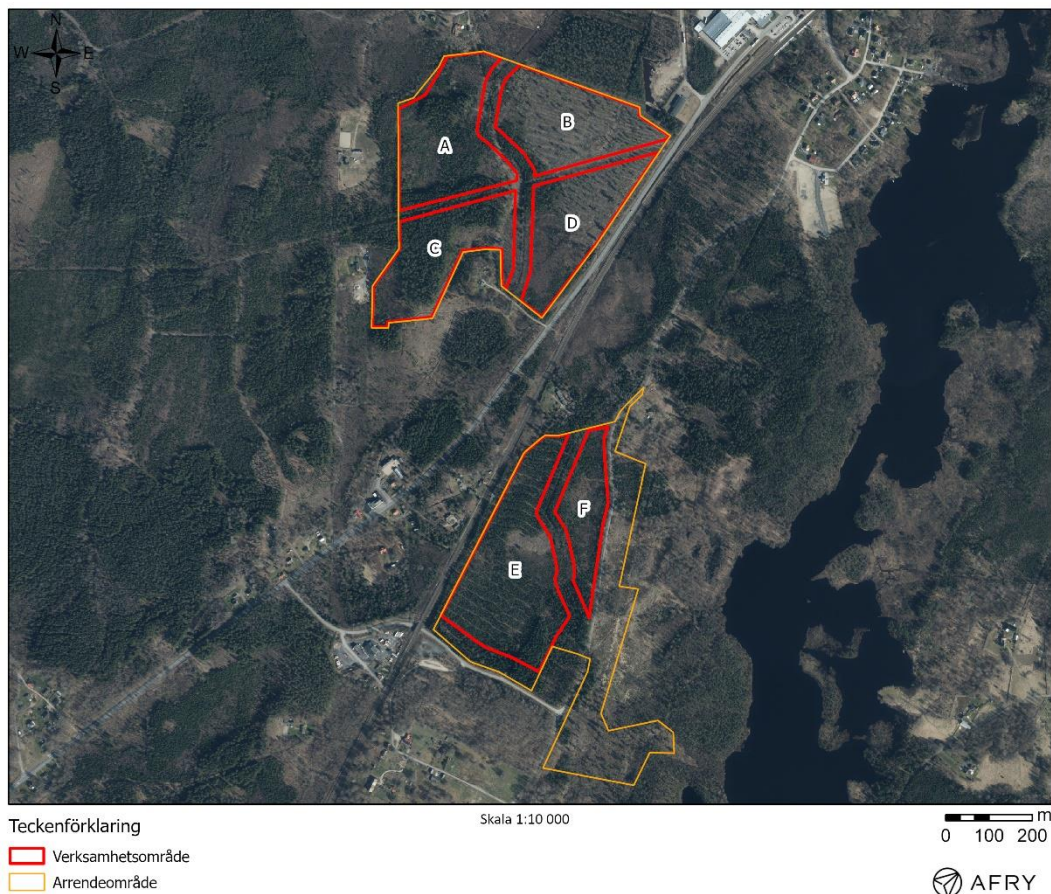 N
W E
S
A
B
C
D
E
F
Teckenförklaring
Verksamhetsområde
Arrendeområde
Skala 1:10 000
m
0 100 200
AFRY